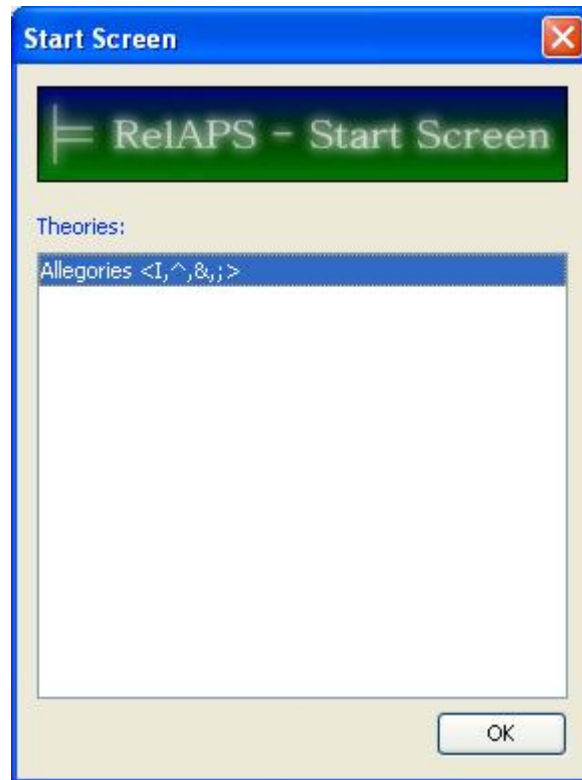 Start Screen
⊨ RelAPS - Start Screen
Theories:
Allegories <I,^,&,;>
OK